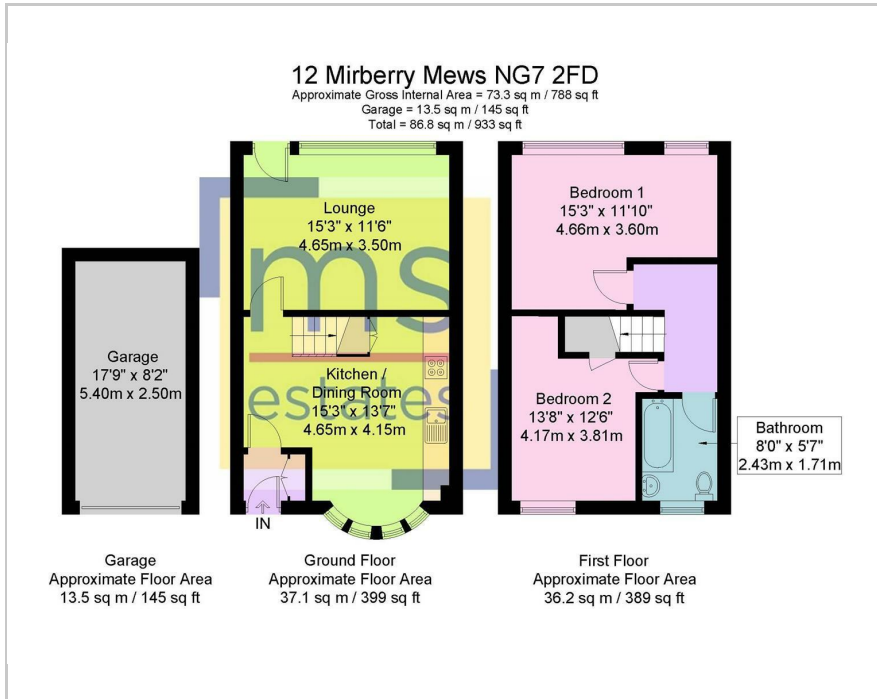 12 Mirberry Mews NG7 2FD
Approximate Gross Internal Area = 73.3 sq m / 788 sq ft
Garage = 13.5 sq m / 145 sq ft
Total = 86.8 sq m / 933 sq ft
Lounge
15'3" x 11'6"
4.65m x 3.50m
ms
estates
Kitchen /
Dining Room
15'3" x 13'7"
4.65m x 4.15m
IN
Garage
17'9" x 8'2"
5.40m x 2.50m
Bedroom 1
15'3" x 11'10"
4.66m x 3.60m
Bedroom 2
13'8" x 12'6"
4.17m x 3.81m
Bathroom
8'0" x 5'7"
2.43m x 1.71m
Garage
Approximate Floor Area
13.5 sq m / 145 sq ft
Ground Floor
Approximate Floor Area
37.1 sq m / 399 sq ft
First Floor
Approximate Floor Area
36.2 sq m / 389 sq ft